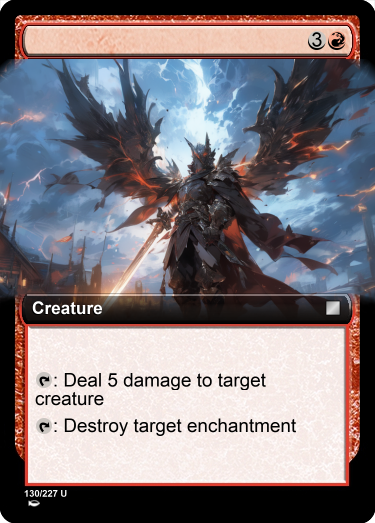 3
Creature
: Deal 5 damage to target
creature
: Destroy target enchantment
130/227 U